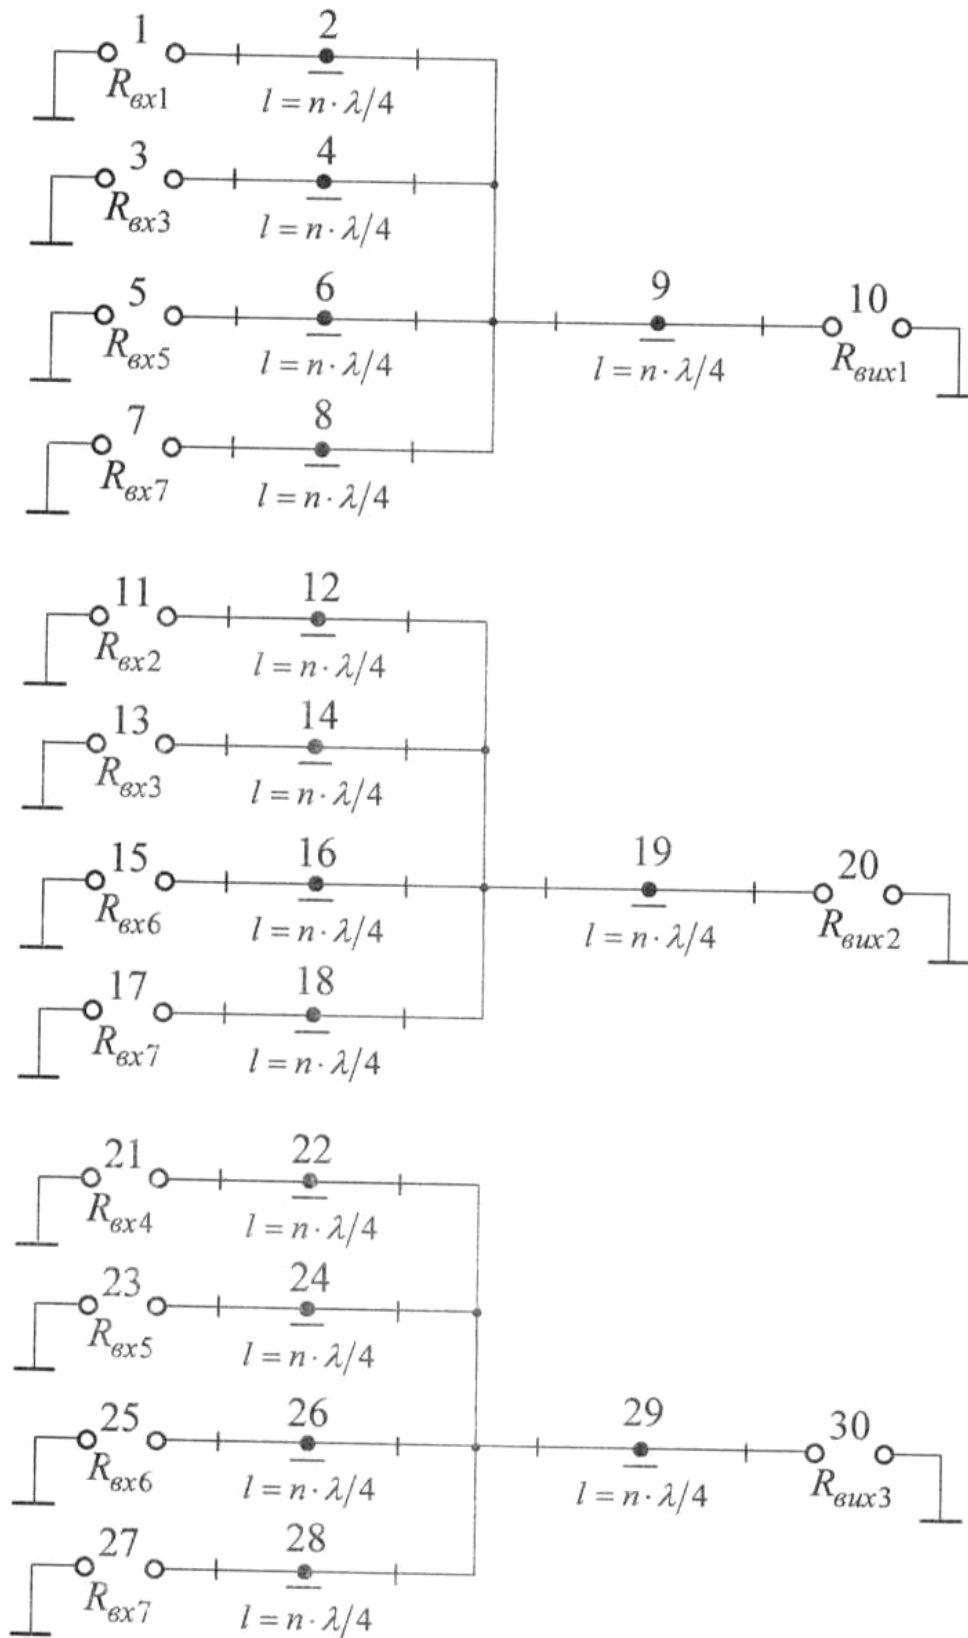 1 2
R_вх1 l = n · λ/4
3 4
R_вх3 l = n · λ/4
5 6 9 10
R_вх5 l = n · λ/4 l = n · λ/4 R_вих1
7 8
R_вх7 l = n · λ/4
11 12
R_вх2 l = n · λ/4
13 14
R_вх3 l = n · λ/4
15 16 19 20
R_вх6 l = n · λ/4 l = n · λ/4 R_вих2
17 18
R_вх7 l = n · λ/4
21 22
R_вх4 l = n · λ/4
23 24
R_вх5 l = n · λ/4
25 26 29 30
R_вх6 l = n · λ/4 l = n · λ/4 R_вих3
27 28
R_вх7 l = n · λ/4